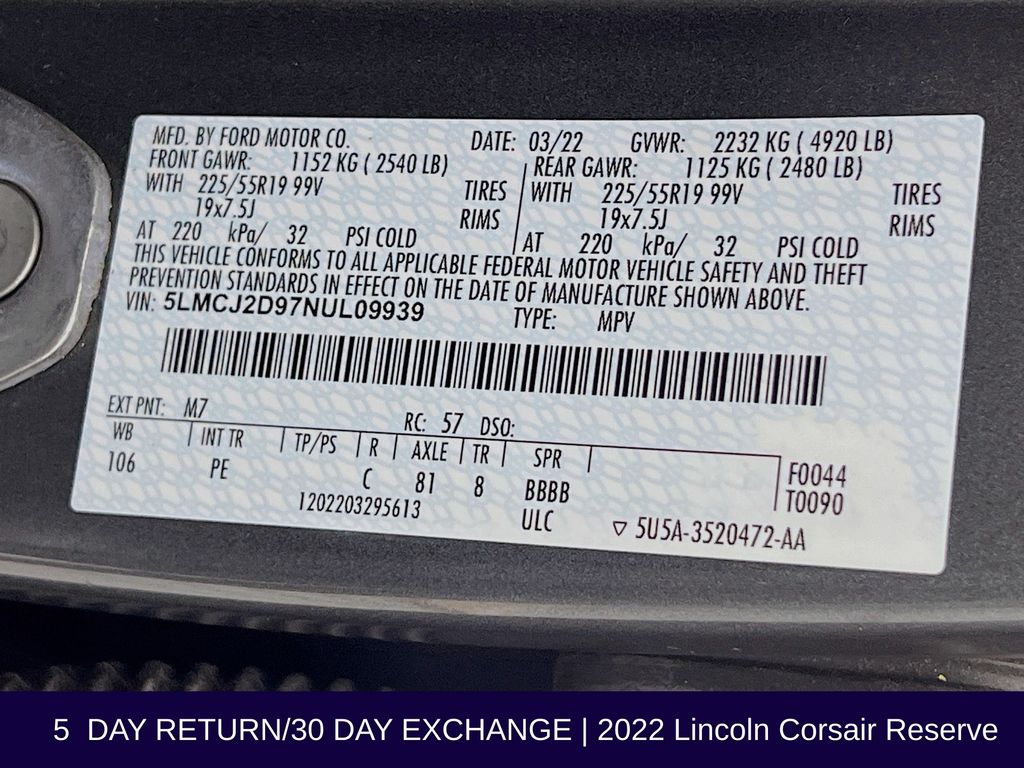 MFD. BY FORD MOTOR CO. DATE: 03/22 GVWR: 2232 KG ( 4920 LB)
FRONT GAWR: 1152 KG ( 2540 LB) REAR GAWR: 1125 KG ( 2480 LB)
WITH 225/55R19 99V TIRES WITH 225/55R19 99V TIRES
19x7.5J RIMS 19x7.5J RIMS
AT 220 kPa/ 32 PSI COLD AT 220 kPa/ 32 PSI COLD
THIS VEHICLE CONFORMS TO ALL APPLICABLE FEDERAL MOTOR VEHICLE SAFETY AND THEFT
PREVENTION STANDARDS IN EFFECT ON THE DATE OF MANUFACTURE SHOWN ABOVE.
VIN: 5LMCJ2D97NUL09939 TYPE: MPV
EXT PNT: M7 RC: 57 DSO:
WB INT TR TP/PS R AXLE TR SPR F0044
106 PE C 81 8 BBBB T0090
1202203295613 ULC 5U5A-3520472-AA
5 DAY RETURN/30 DAY EXCHANGE | 2022 Lincoln Corsair Reserve